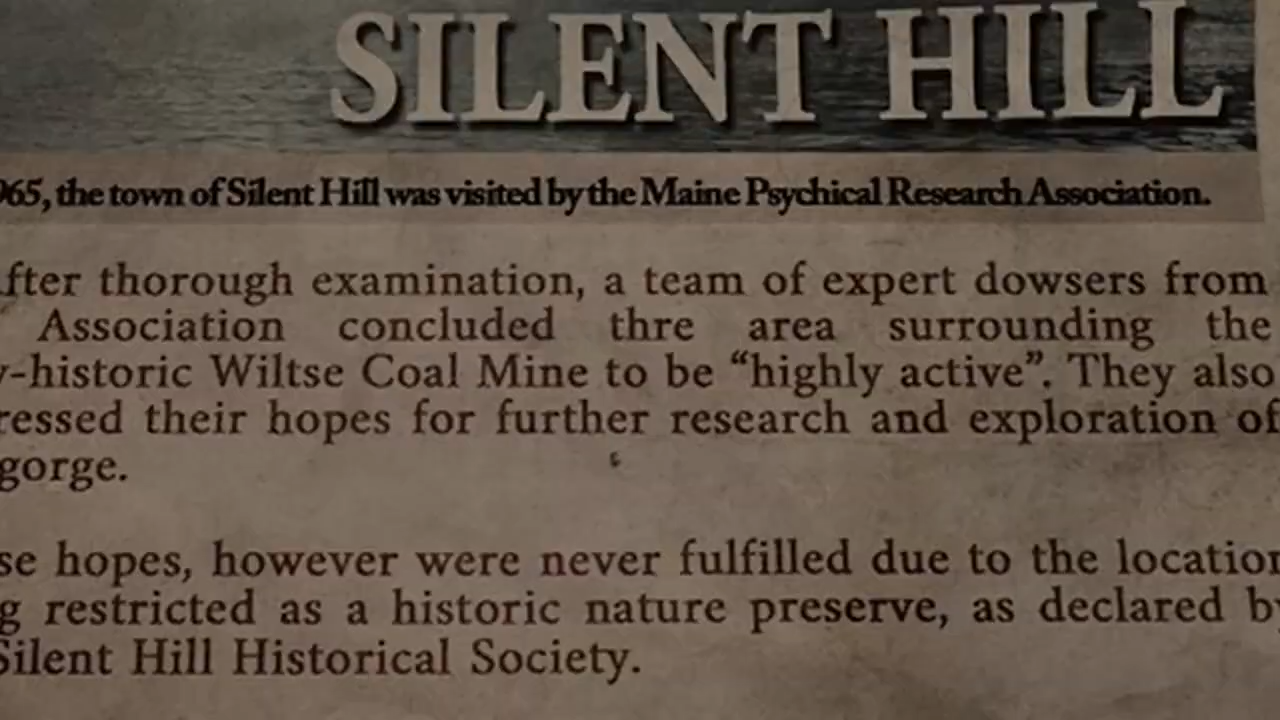 SILENT HILL
965, the town of Silent Hill was visited by the Maine Psychical Research Association.
fter thorough examination, a team of expert dowsers from
Association concluded thre area surrounding the
y-historic Wiltse Coal Mine to be “highly active”. They also
ressed their hopes for further research and exploration of
gorge.
se hopes, however were never fulfilled due to the location
g restricted as a historic nature preserve, as declared by
Silent Hill Historical Society.